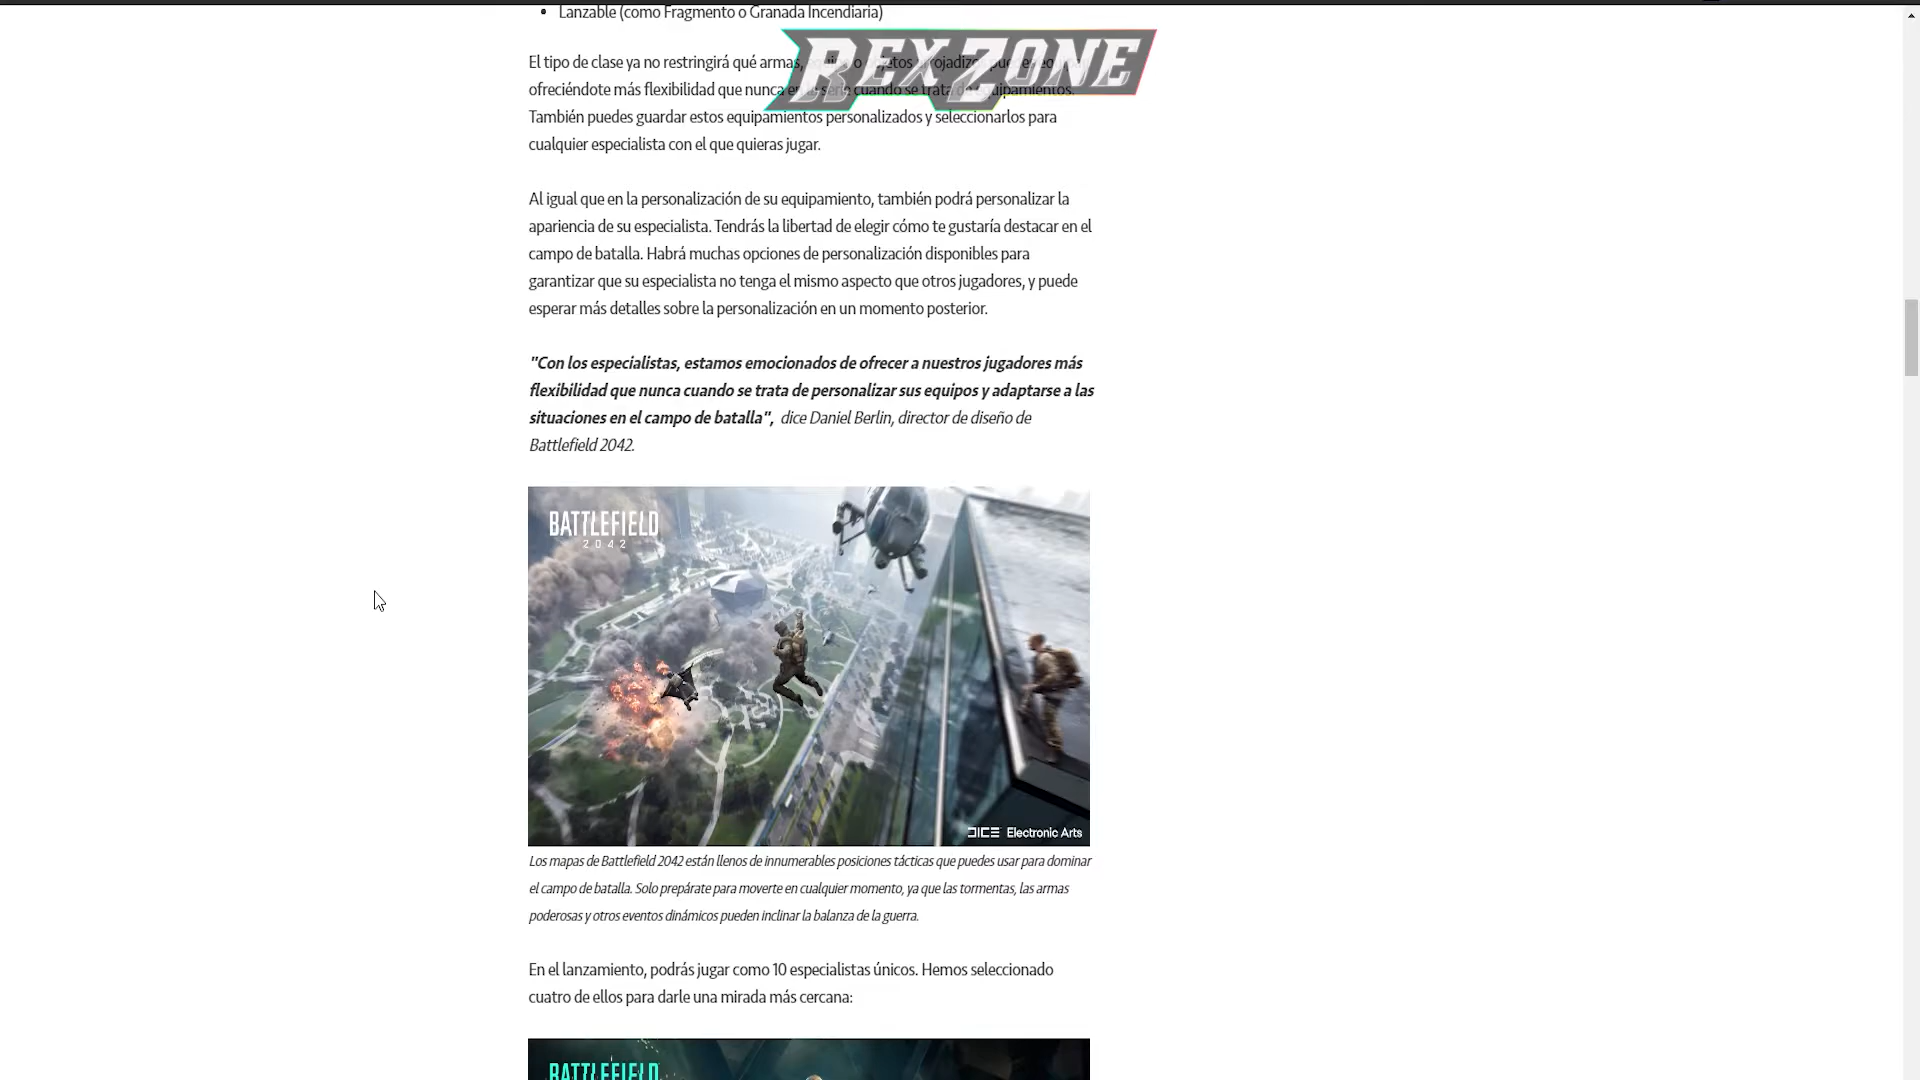 • Lanzable (como Fragmento o Granada Incendiaria)
REXZONE
El tipo de clase ya no restringirá qué armas, o objetos
ofreciéndote más flexibilidad que nunca en la serie cuando se trata de equipamientos.
También puedes guardar estos equipamientos personalizados y seleccionarlos para
cualquier especialista con el que quieras jugar.
Al igual que en la personalización de su equipamiento, también podrá personalizar la
apariencia de su especialista. Tendrás la libertad de elegir cómo te gustaría destacar en el
campo de batalla. Habrá muchas opciones de personalización disponibles para
garantizar que su especialista no tenga el mismo aspecto que otros jugadores, y puede
esperar más detalles sobre la personalización en un momento posterior.
"Con los especialistas, estamos emocionados de ofrecer a nuestros jugadores más
flexibilidad que nunca cuando se trata de personalizar sus equipos y adaptarse a las
situaciones en el campo de batalla", dice Daniel Berlin, director de diseño de
Battlefield 2042.
BATTLEFIELD
2042
DICE Electronic Arts
Los mapas de Battlefield 2042 están llenos de innumerables posiciones tácticas que puedes usar para dominar
el campo de batalla. Solo prepárate para moverte en cualquier momento, ya que las tormentas, las armas
poderosas y otros eventos dinámicos pueden inclinar la balanza de la guerra.
En el lanzamiento, podrás jugar como 10 especialistas únicos. Hemos seleccionado
cuatro de ellos para darle una mirada más cercana:
BATTLEFIELD